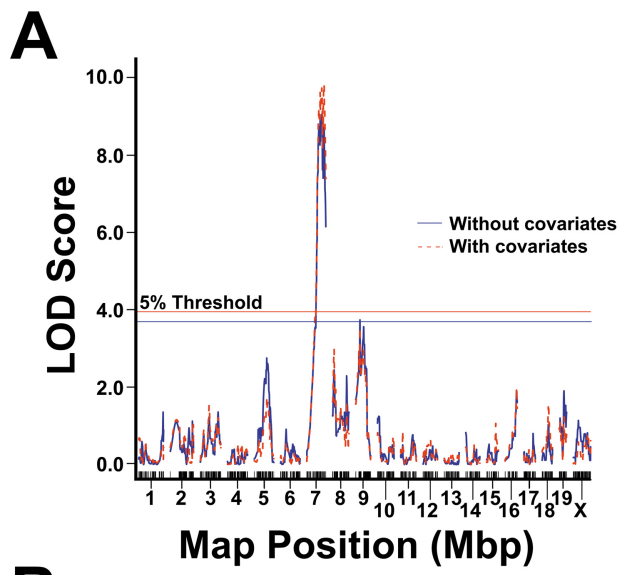 A
10.0
8.0
6.0
4.0
2.0
0.0
LOD Score
Without covariates
With covariates
5% Threshold
1 2 3 4 5 6 7 8 9 10 11 12 13 14 15 16 17 18 19 X
Map Position (Mbp)